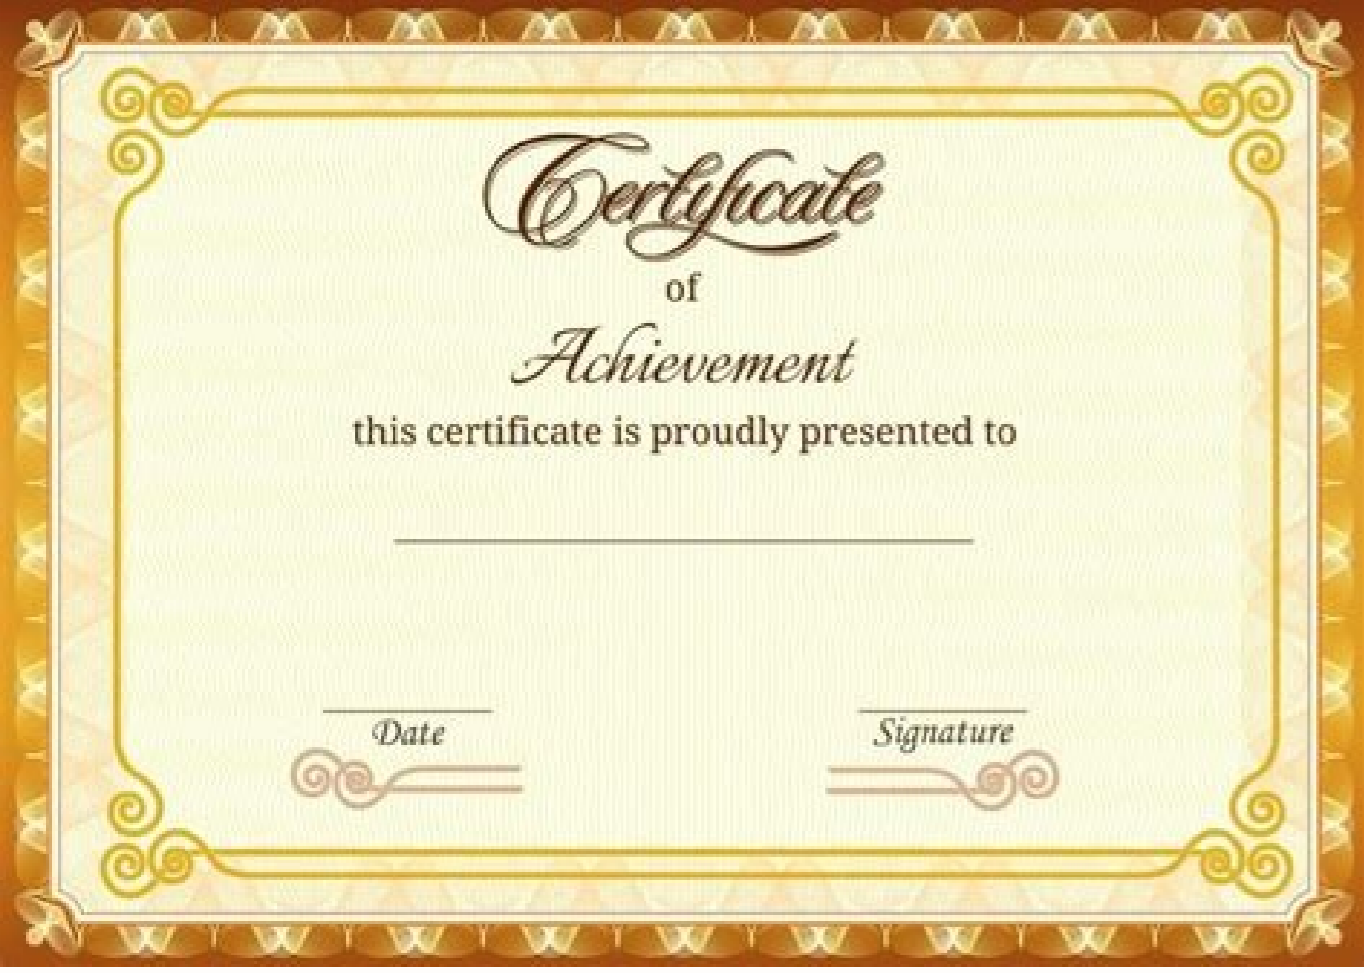 Certificate
of
Achievement
this certificate is proudly presented to
Date
Signature